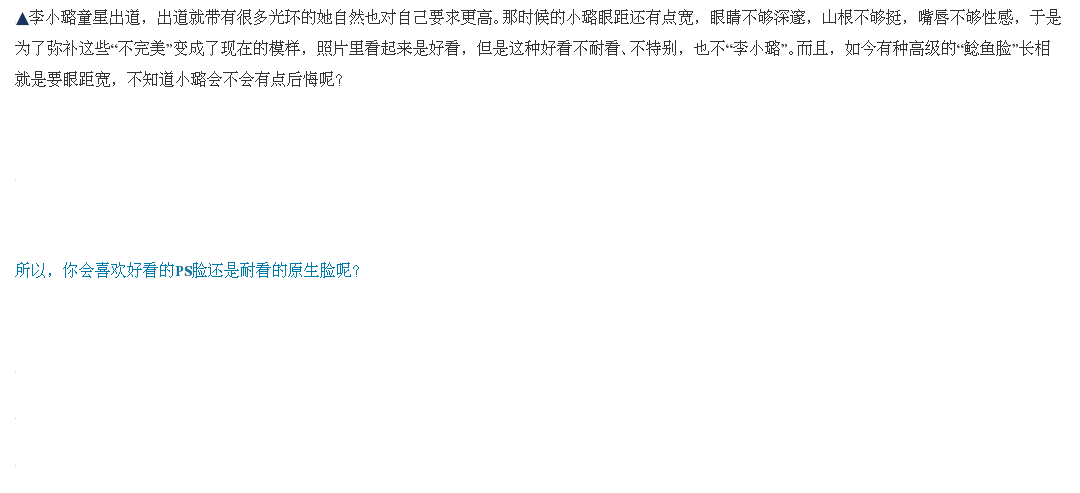 ▲李小璐童星出道，出道就带有很多光环的她自然也对自己要求更高。那时候的小璐眼距还有点宽，眼睛不够深邃，山根不够挺，嘴唇不够性感，于是
为了弥补这些“不完美”变成了现在的模样，照片里看起来是好看，但是这种好看不耐看、不特别，也不“李小璐”。而且，如今有种高级的“鲶鱼脸”长相
就是要眼距宽，不知道小璐会不会有点后悔呢？
所以，你会喜欢好看的PS脸还是耐看的原生脸呢？